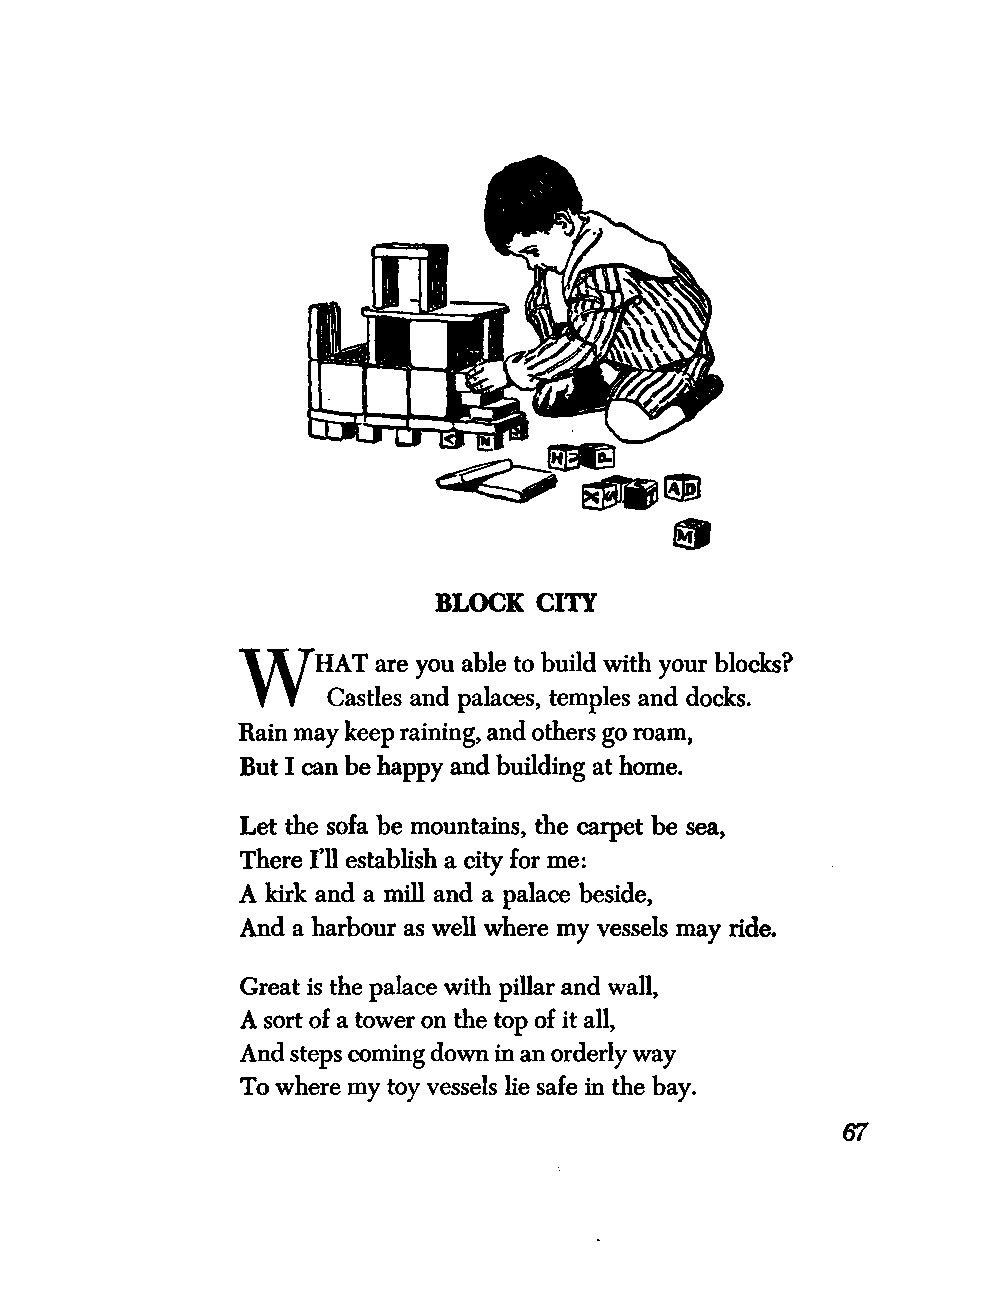 BLOCK CITY
WHAT are you able to build with your blocks?
Castles and palaces, temples and docks.
Rain may keep raining, and others go roam,
But I can be happy and building at home.
Let the sofa be mountains, the carpet be sea,
There I'll establish a city for me:
A kirk and a mill and a palace beside,
And a harbour as well where my vessels may ride.
Great is the palace with pillar and wall,
A sort of a tower on the top of it all,
And steps coming down in an orderly way
To where my toy vessels lie safe in the bay.
67